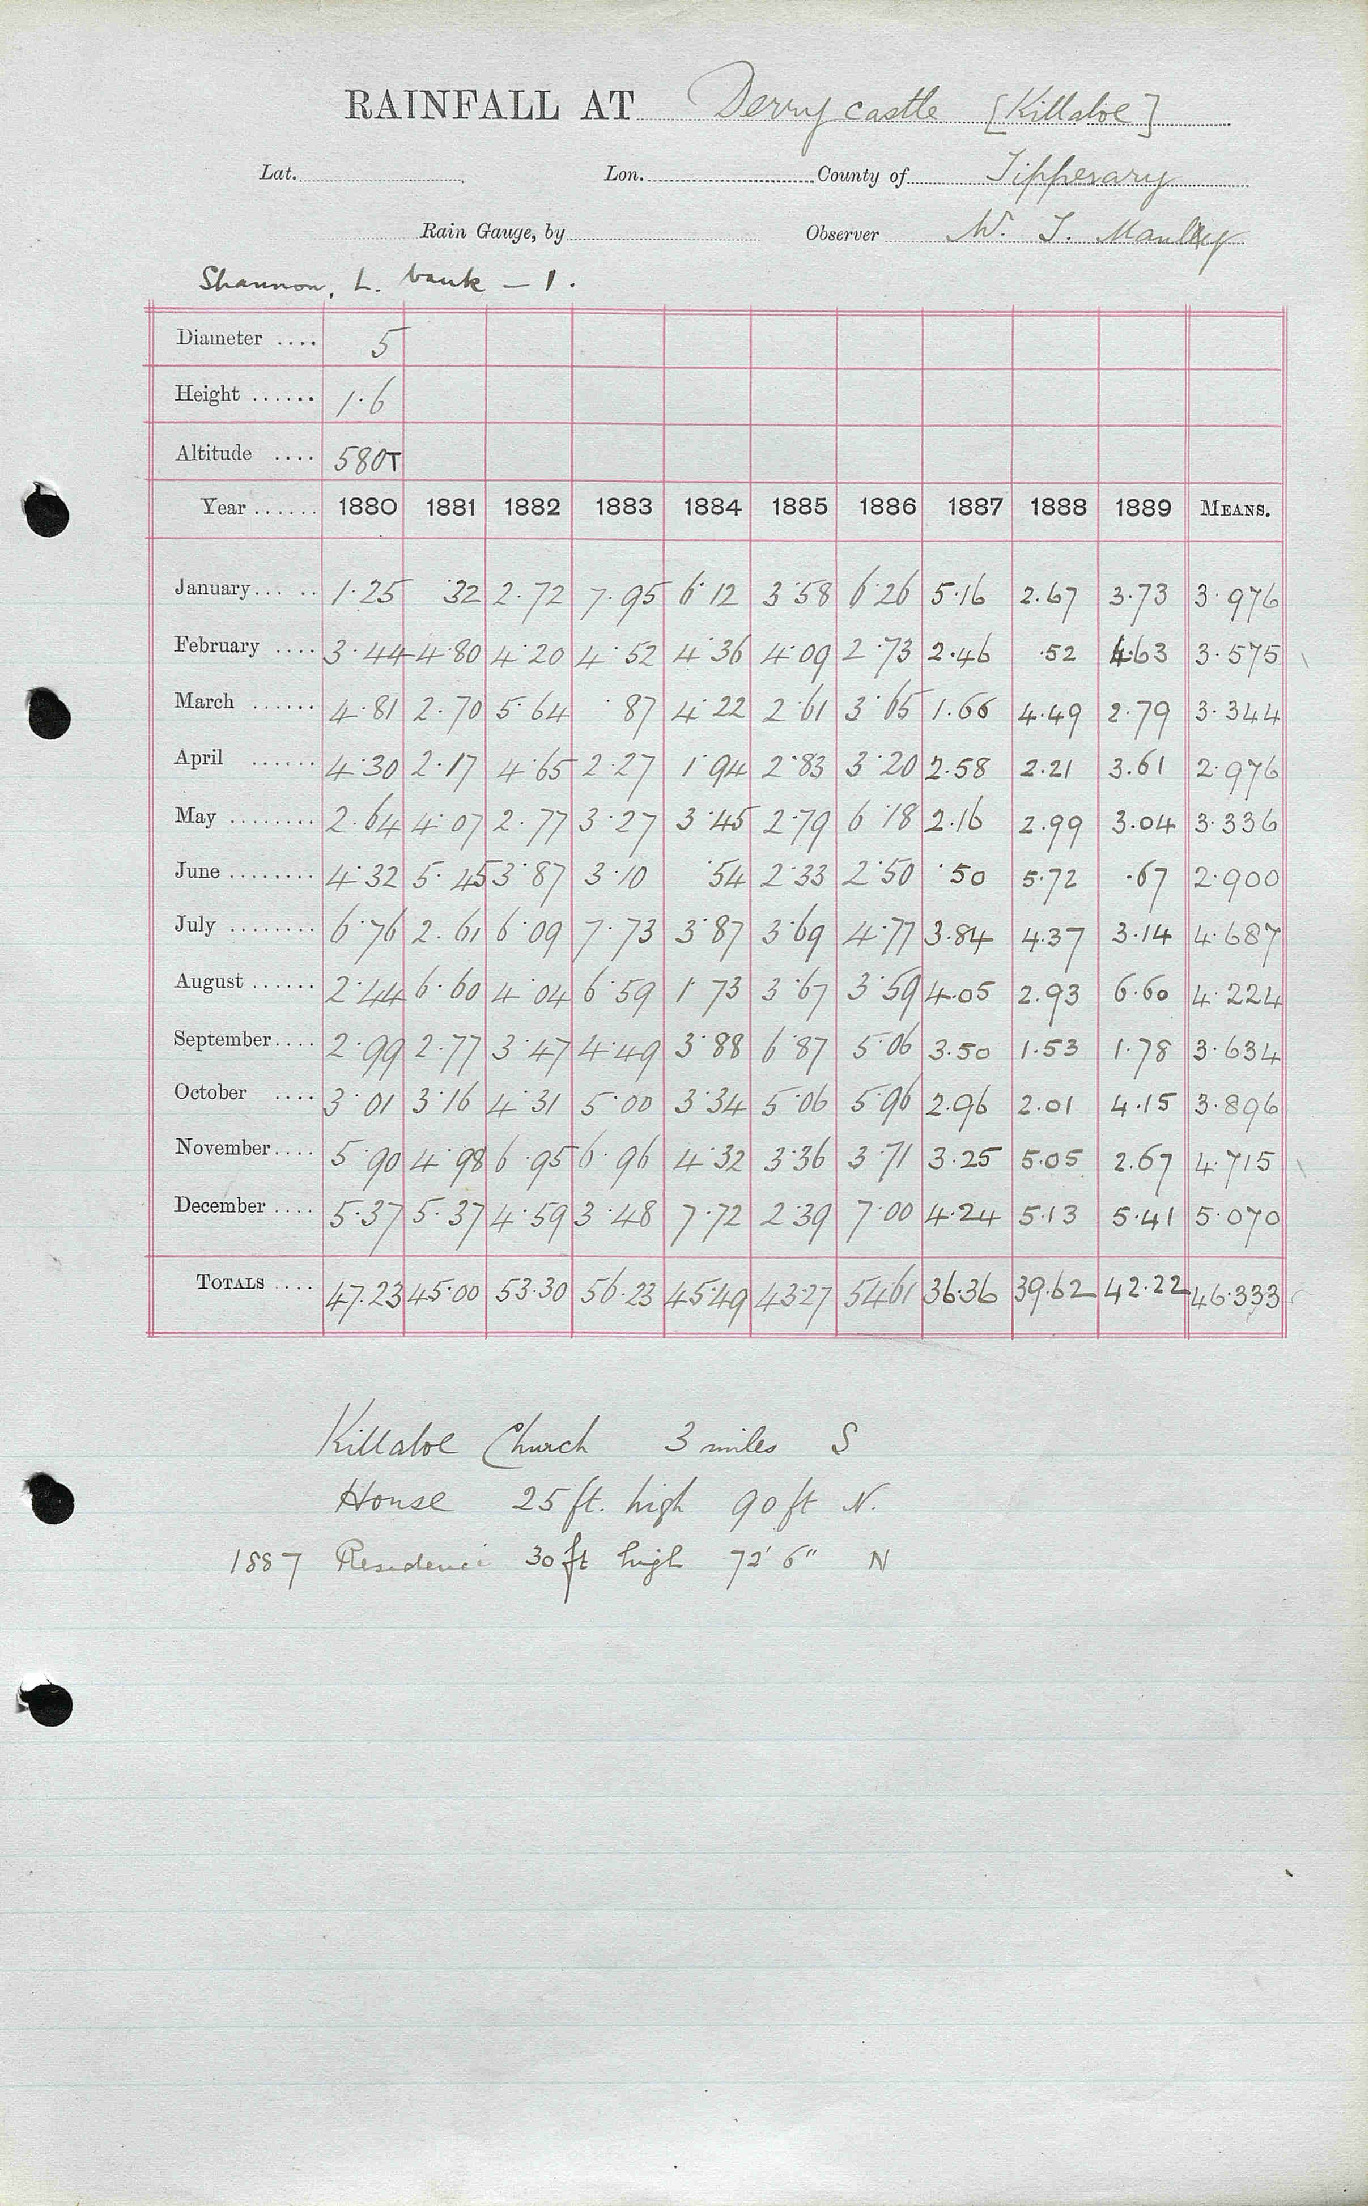 RAINFALL AT Derry castle [Killaloe]
Lat. Lon. County of Tipperary
Rain Gauge, by Observer W. J. Manley
Shannon, L. bank — 1.
Diameter .... 5
Height ...... 1.6
Altitude .... 580T
Year ...... 1880 1881 1882 1883 1884 1885 1886 1887 1888 1889 MEANS.
January... .. 1.25 .32 2.72 7.95 6.12 3.58 6.26 5.16 2.67 3.73 3.976
February .... 3.44 4.80 4.20 4.52 4.36 4.09 2.73 2.46 .52 4.63 3.575
March ...... 4.81 2.70 5.64 .87 4.22 2.61 3.65 1.66 4.49 2.79 3.344
April ...... 4.30 2.17 4.65 2.27 1.94 2.83 3.20 2.58 2.21 3.61 2.976
May ........ 2.64 4.07 2.77 3.27 3.45 2.79 6.18 2.16 2.99 3.04 3.336
June ........ 4.32 5.45 3.87 3.10 .54 2.33 2.50 .50 5.72 .67 2.900
July ........ 6.76 2.61 6.09 7.73 3.87 3.69 4.77 3.84 4.37 3.14 4.687
August ...... 2.44 6.60 4.04 6.59 1.73 3.67 3.59 4.05 2.93 6.60 4.224
September.... 2.99 2.77 3.47 4.49 3.88 6.87 5.06 3.50 1.53 1.78 3.634
October .... 3.01 3.16 4.31 5.00 3.34 5.06 5.96 2.96 2.01 4.15 3.896
November.... 5.90 4.98 6.95 6.96 4.32 3.36 3.71 3.25 5.05 2.67 4.715
December .... 5.37 5.37 4.59 3.48 7.72 2.39 7.00 4.24 5.13 5.41 5.070
TOTALS .... 47.23 45.00 53.30 56.23 45.49 43.27 54.61 36.36 39.62 42.22 46.333
Killaloe Church 3 miles S
House 25 ft. high 90 ft N.
1887 Residence 30 ft high 72' 6" N